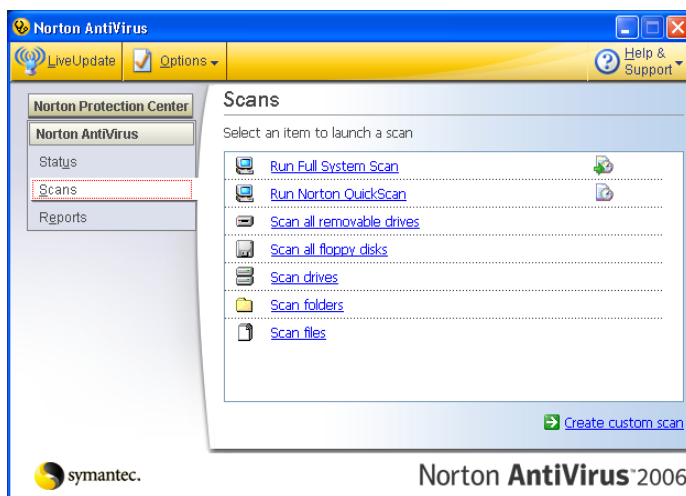 Norton AntiVirus
LiveUpdate Options Help & Support
Norton Protection Center
Norton AntiVirus
Status
Scans
Reports
Scans
Select an item to launch a scan
Run Full System Scan
Run Norton QuickScan
Scan all removable drives
Scan all floppy disks
Scan drives
Scan folders
Scan files
Create custom scan
symantec.
Norton AntiVirus 2006